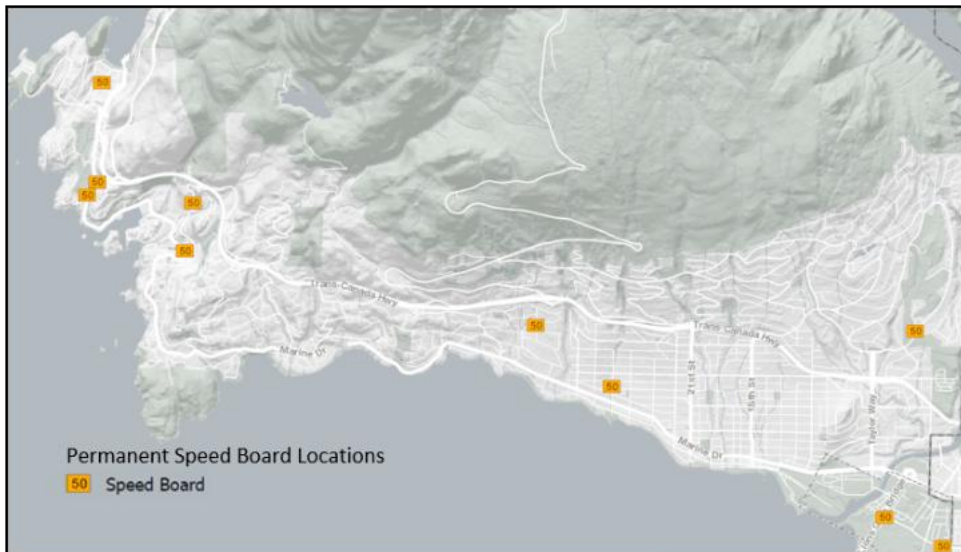 50
50
50
50
50
Trans-Canada Hwy
50
Trans-Canada Hwy
50
Marine Dr
50
21st St
15th St
Taylor Way
Marine Dr
Permanent Speed Board Locations
50 Speed Board
50
50